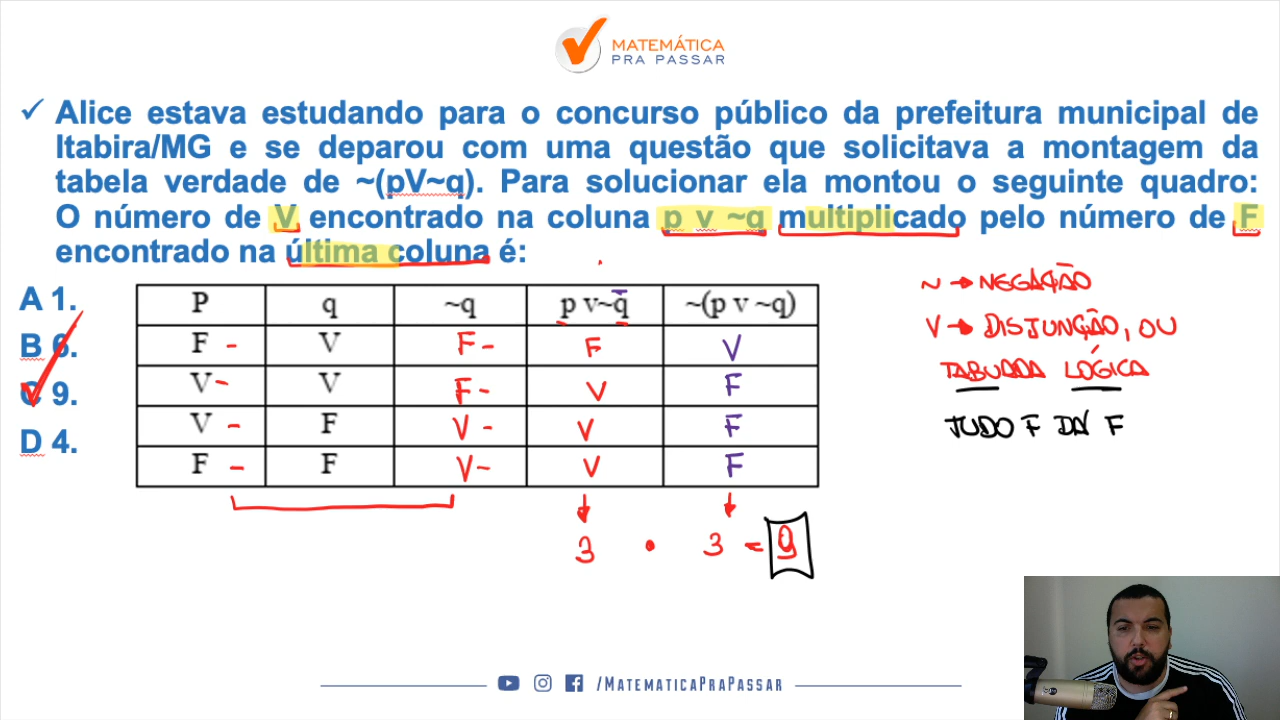 MATEMÁTICA
PRA PASSAR
✓ Alice estava estudando para o concurso público da prefeitura municipal de
Itabira/MG e se deparou com uma questão que solicitava a montagem da
tabela verdade de ~(pV~q). Para solucionar ela montou o seguinte quadro:
O número de V encontrado na coluna p v ~q multiplicado pelo número de F
encontrado na última coluna é:
A 1.
B 6.
C 9.
D 4.
P q ~q p v~q ~(p v ~q)
F V F F V
V V F V F
V F V V F
F F V V F
3 • 3 = 9
~ → NEGAÇÃO
V → DISJUNÇÃO, OU
TABUADA LÓGICA
TUDO F DÁ F
/MATEMATICAPRAPASSAR